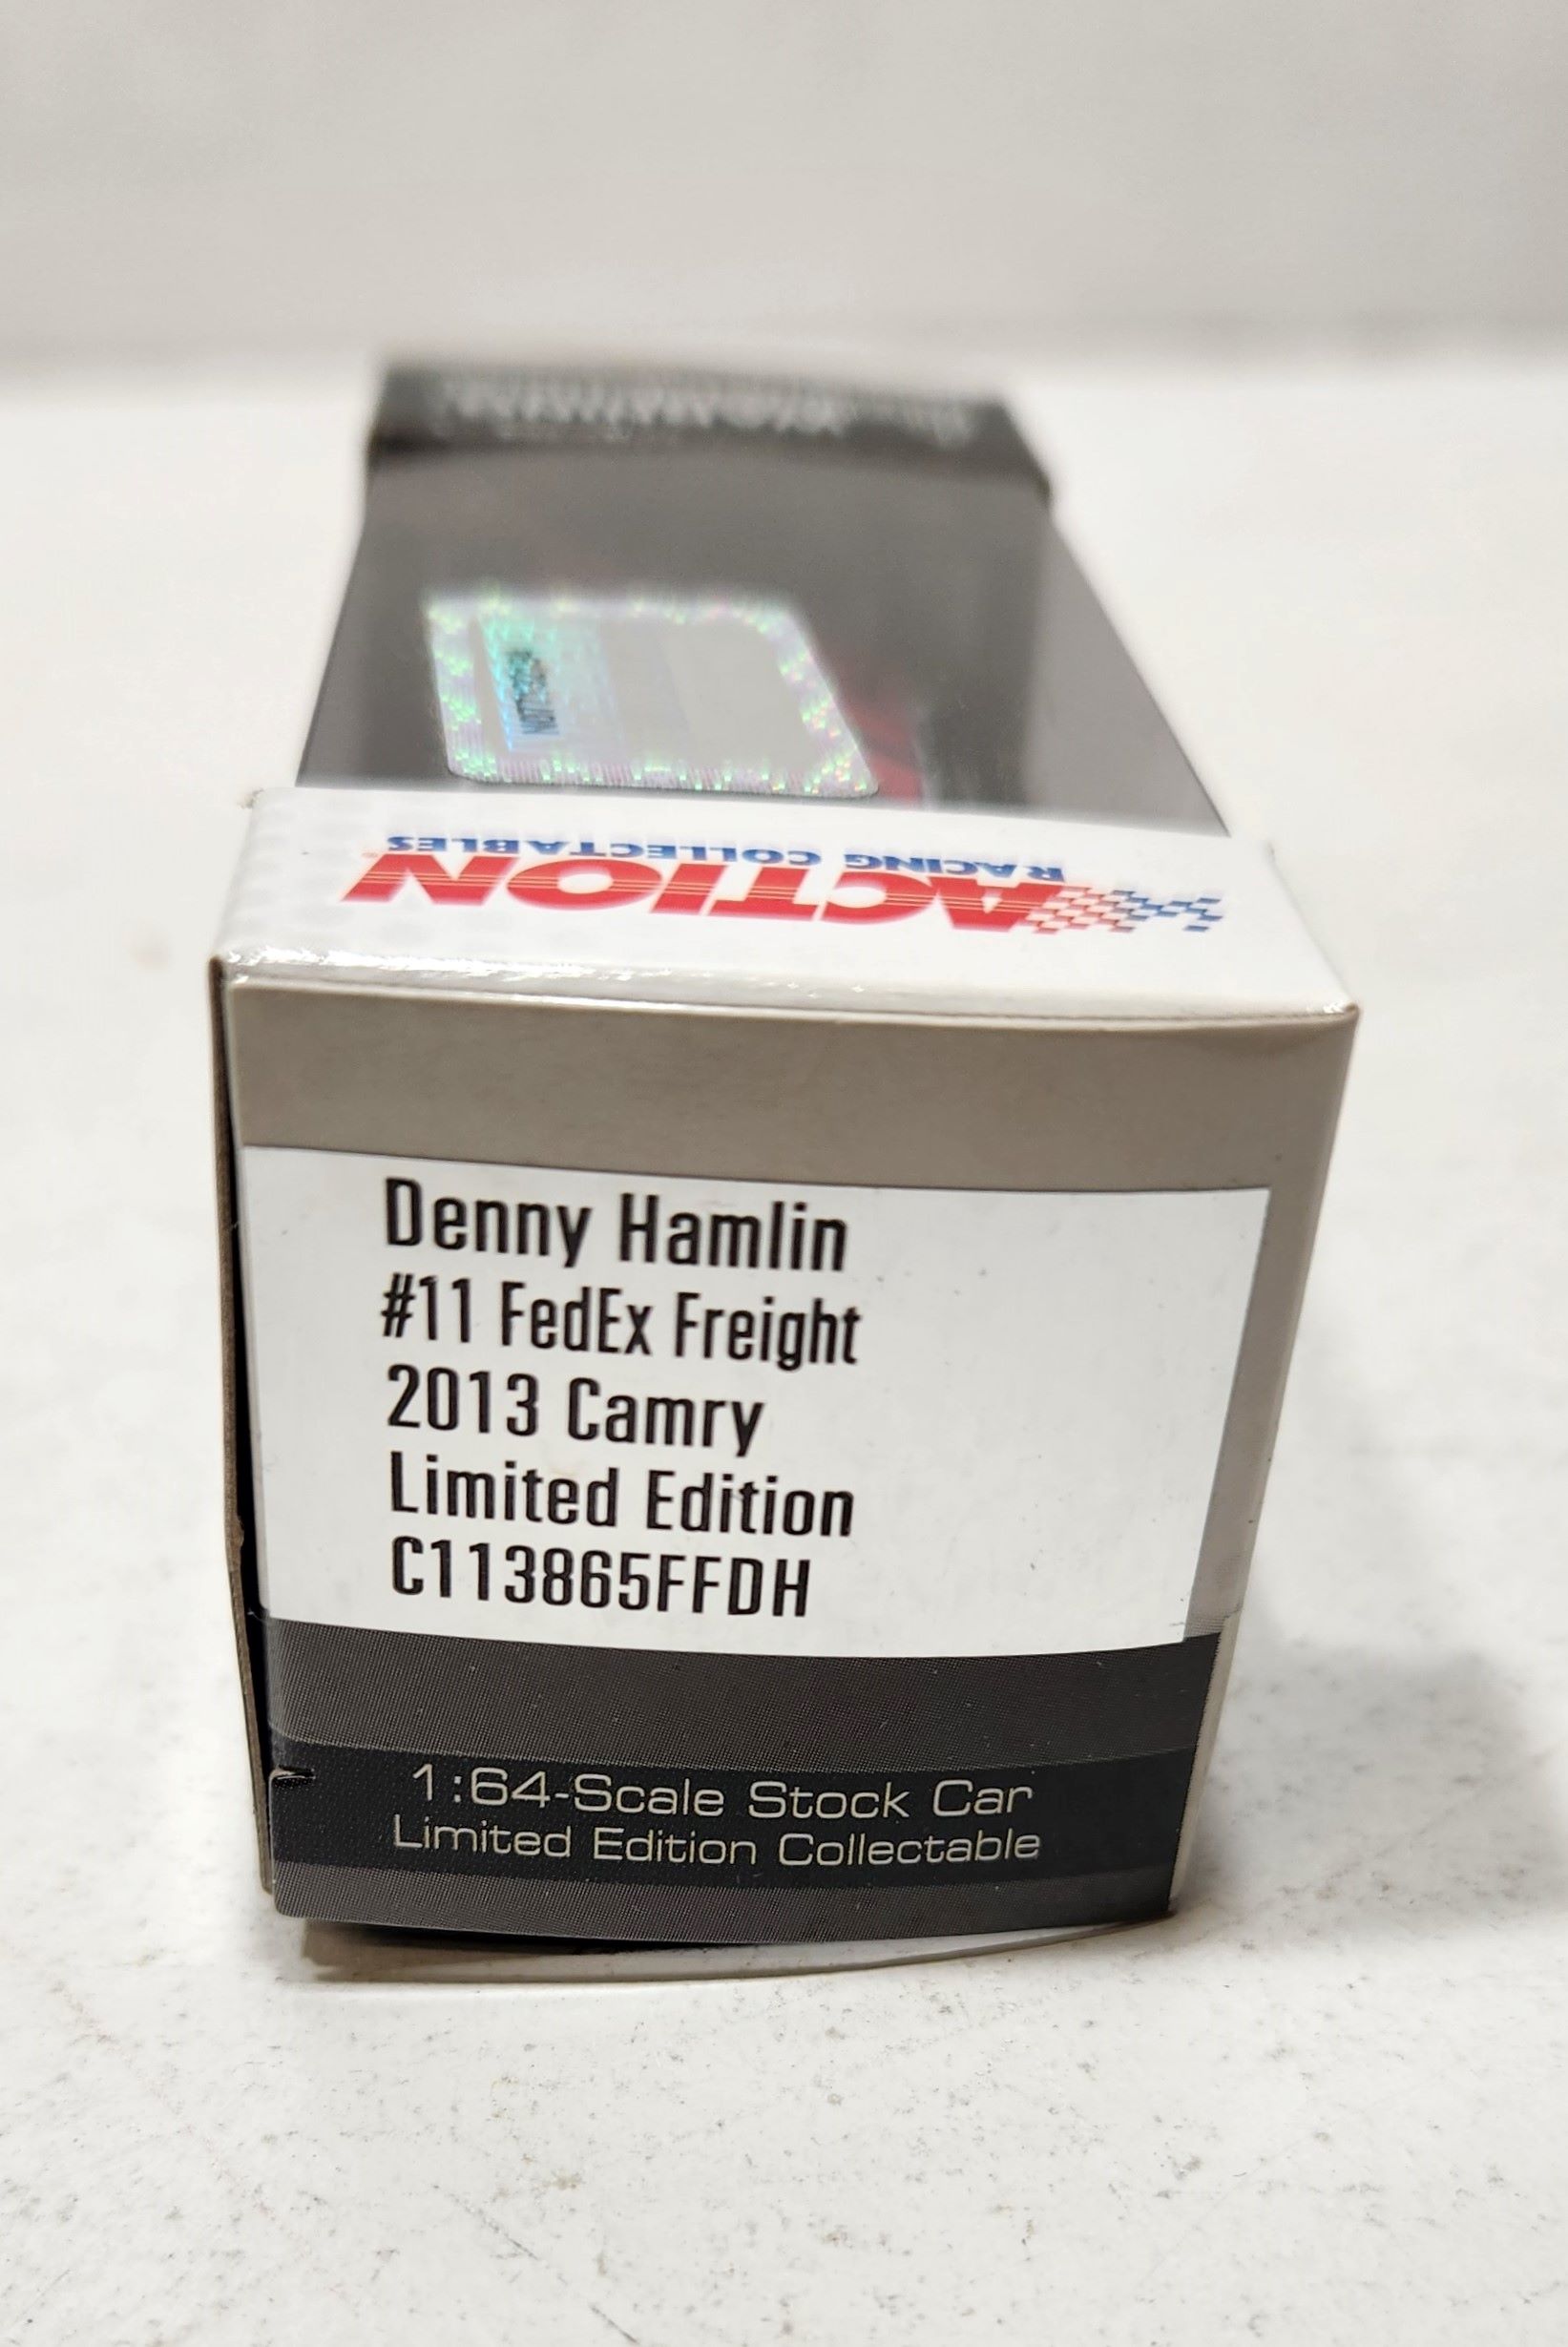 ACTION
RACING COLLECTABLES
Denny Hamlin
#11 FedEx Freight
2013 Camry
Limited Edition
C113865FFDH
1:64-Scale Stock Car
Limited Edition Collectable